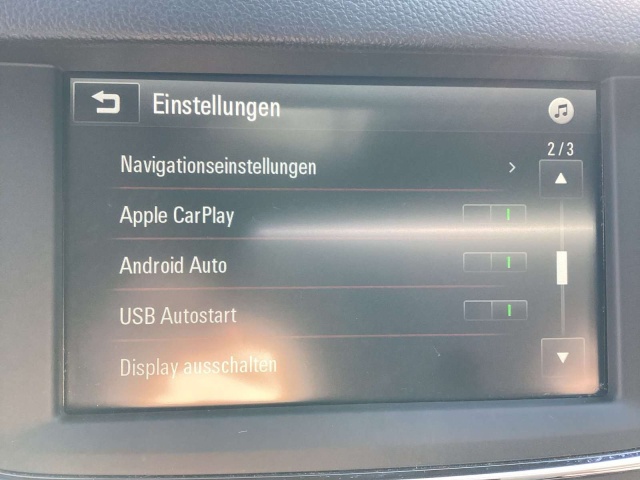 Einstellungen
2/3
Navigationseinstellungen
Apple CarPlay
Android Auto
USB Autostart
Display ausschalten